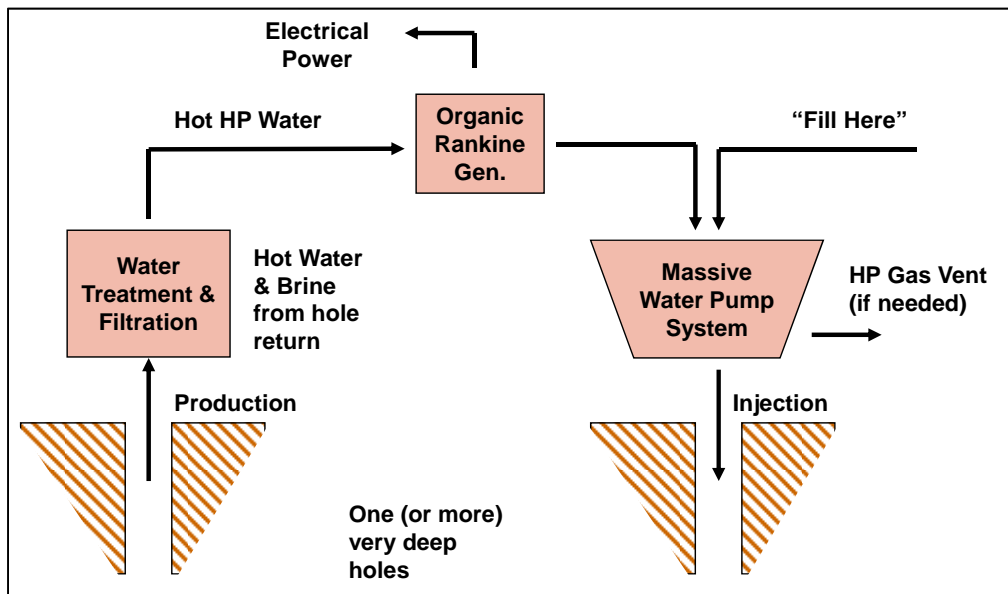 Electrical
Power
Hot HP Water
Organic
Rankine
Gen.
“Fill Here”
Water
Treatment &
Filtration
Hot Water
& Brine
from hole
return
Massive
Water Pump
System
HP Gas Vent
(if needed)
Production
Injection
One (or more)
very deep
holes